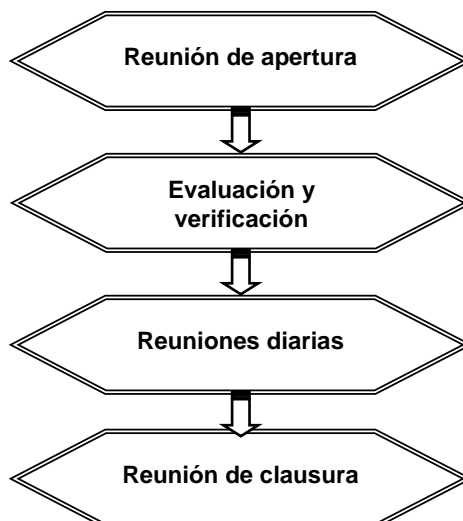 Reunión de apertura
Evaluación y
verificación
Reuniones diarias
Reunión de clausura